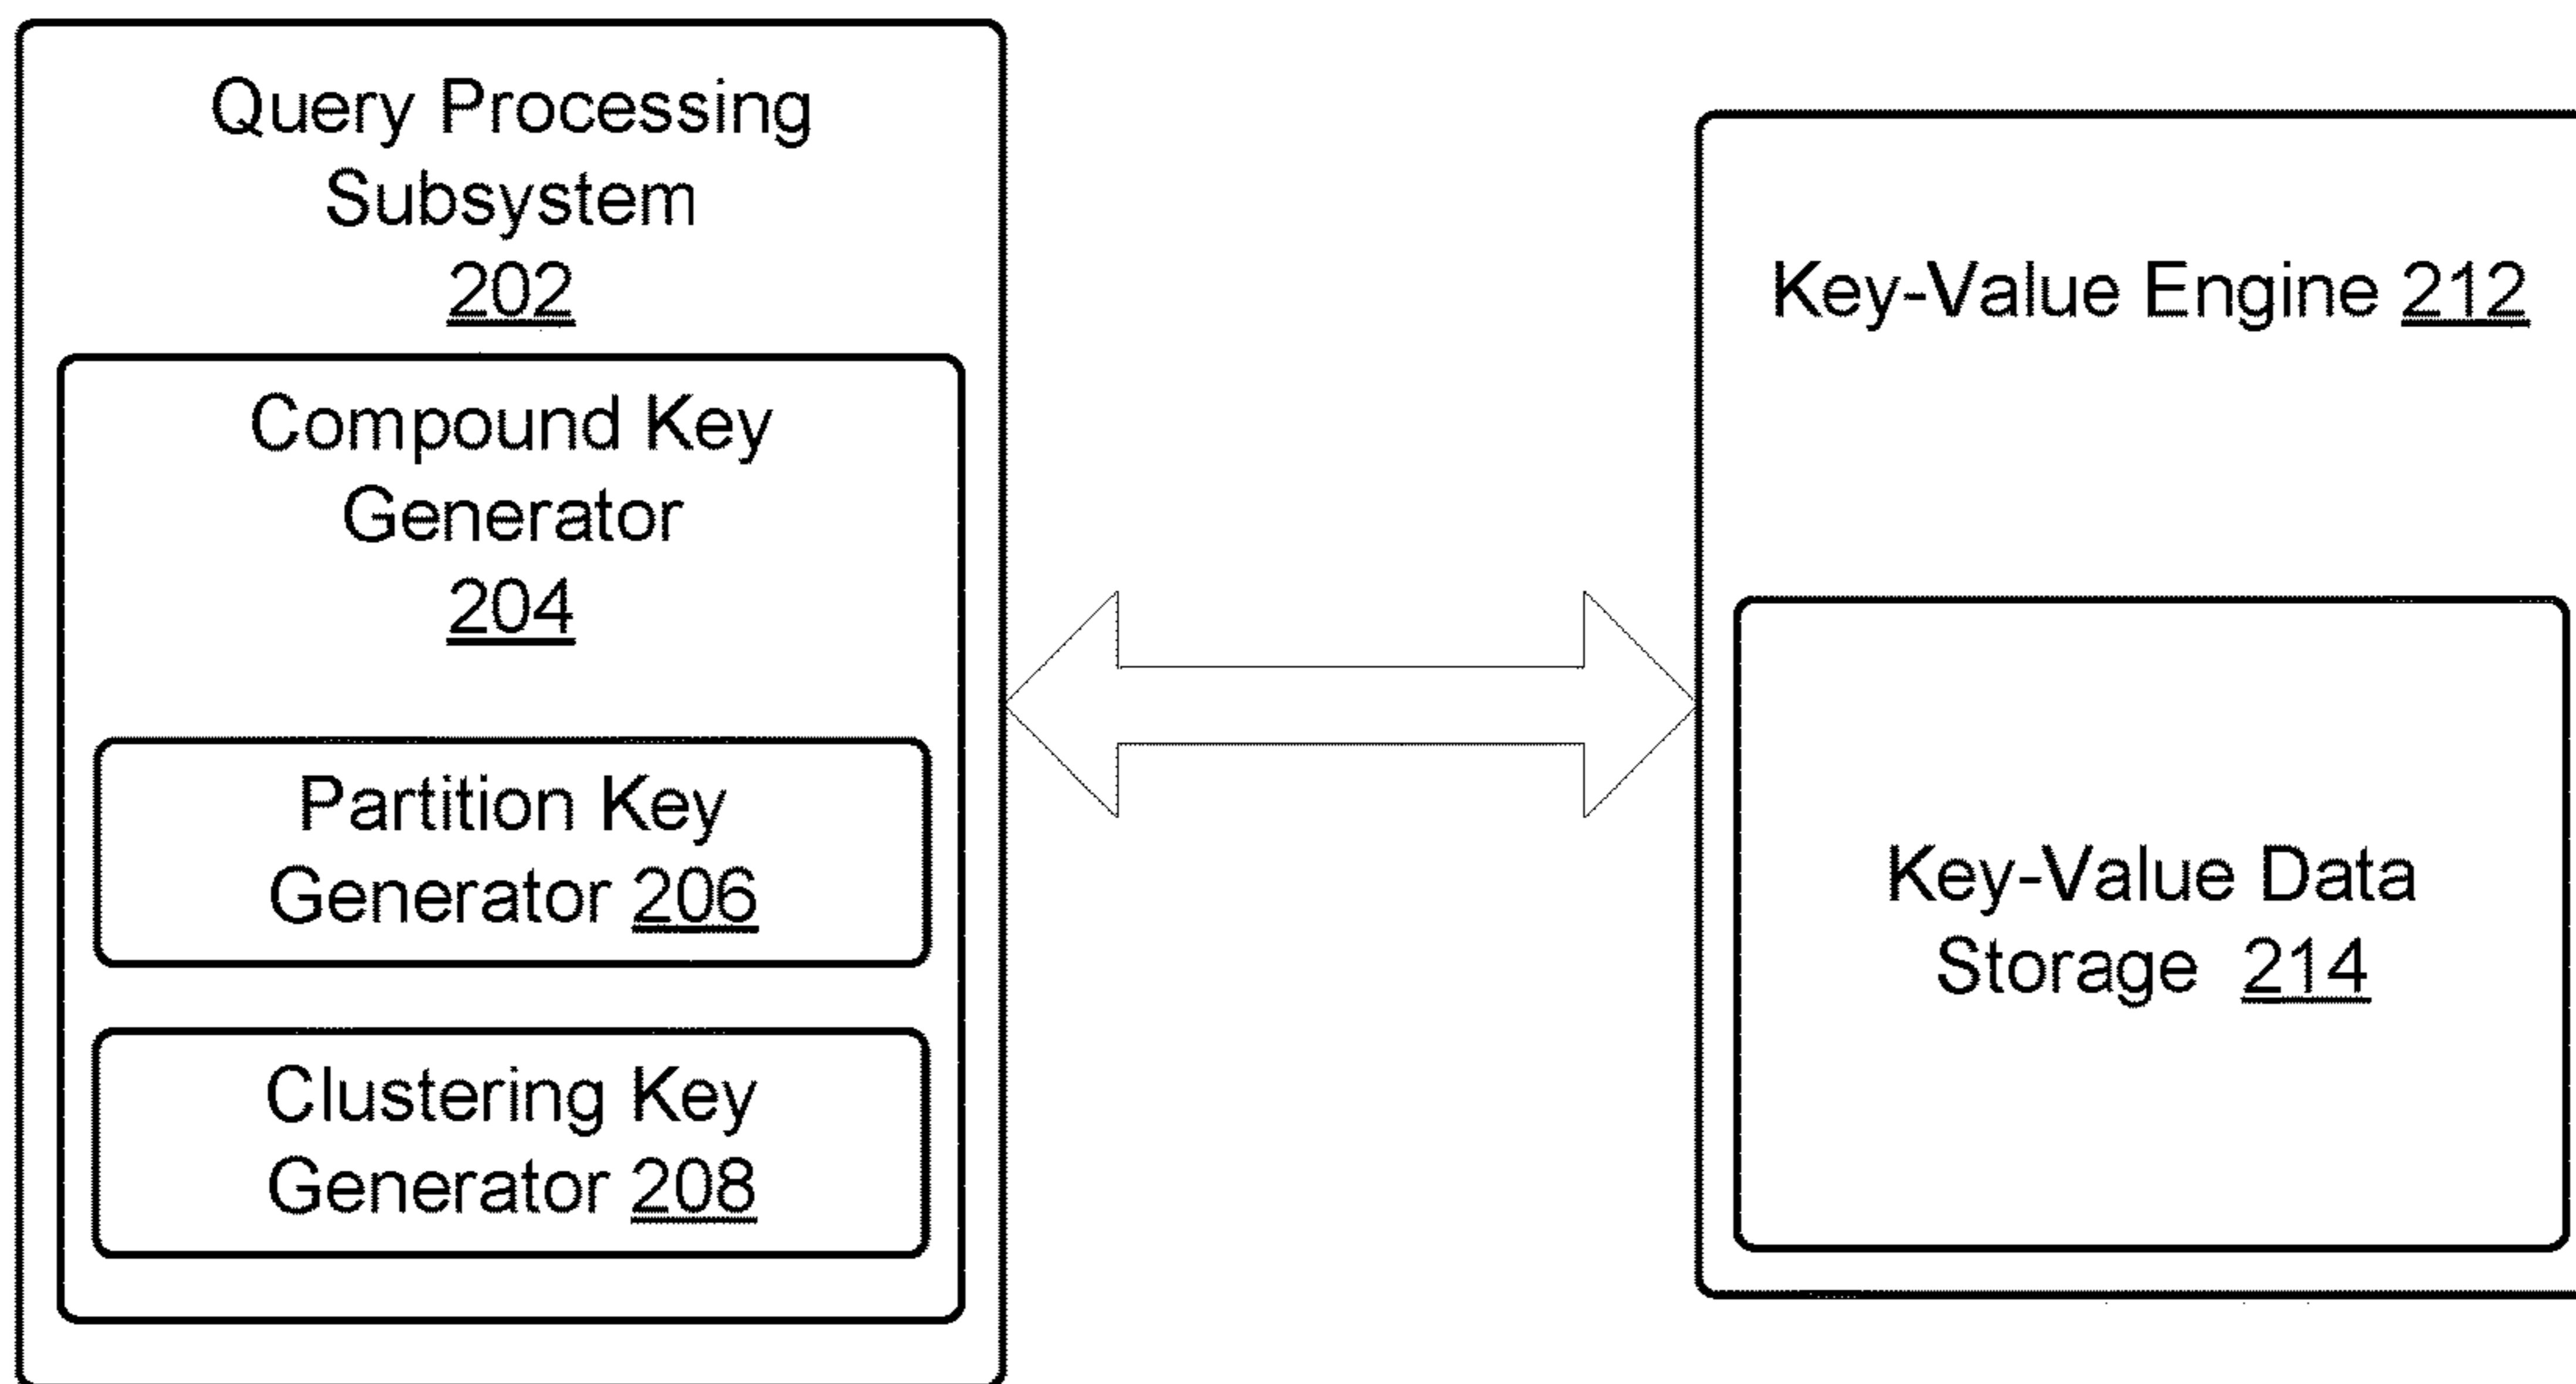 Query Processing
Subsystem
202
Compound Key
Generator
204
Partition Key
Generator 206
Clustering Key
Generator 208
Key-Value Engine 212
Key-Value Data
Storage 214